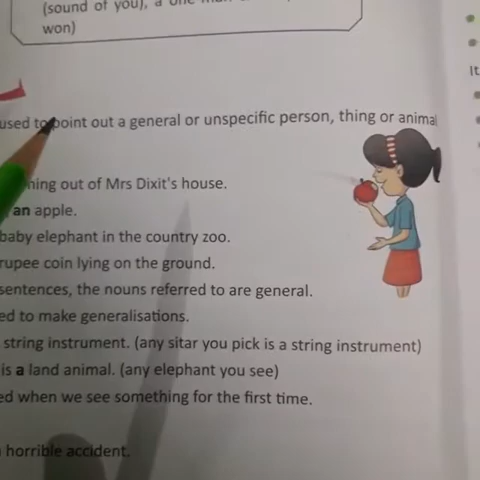 (sound of you), a one
won)
used to point out a general or unspecific person, thing or animal
out of Mrs Dixit's house.
an apple.
baby elephant in the country zoo.
rupee coin lying on the ground.
sentences, the nouns referred to are general.
ed to make generalisations.
string instrument. (any sitar you pick is a string instrument)
is a land animal. (any elephant you see)
ed when we see something for the first time.
horrible accident.
It